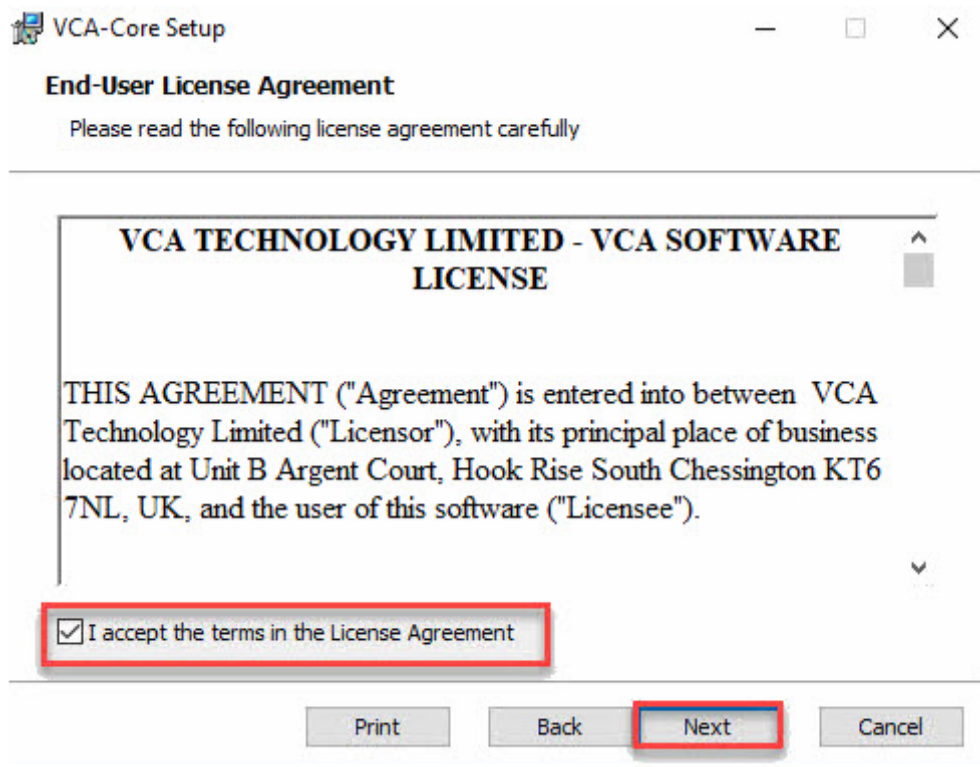 VCA-Core Setup
End-User License Agreement
Please read the following license agreement carefully
VCA TECHNOLOGY LIMITED - VCA SOFTWARE
LICENSE
THIS AGREEMENT ("Agreement") is entered into between  VCA
Technology Limited ("Licensor"), with its principal place of business
located at Unit B Argent Court, Hook Rise South Chessington KT6
7NL, UK, and the user of this software ("Licensee").
I accept the terms in the License Agreement
Print Back Next Cancel